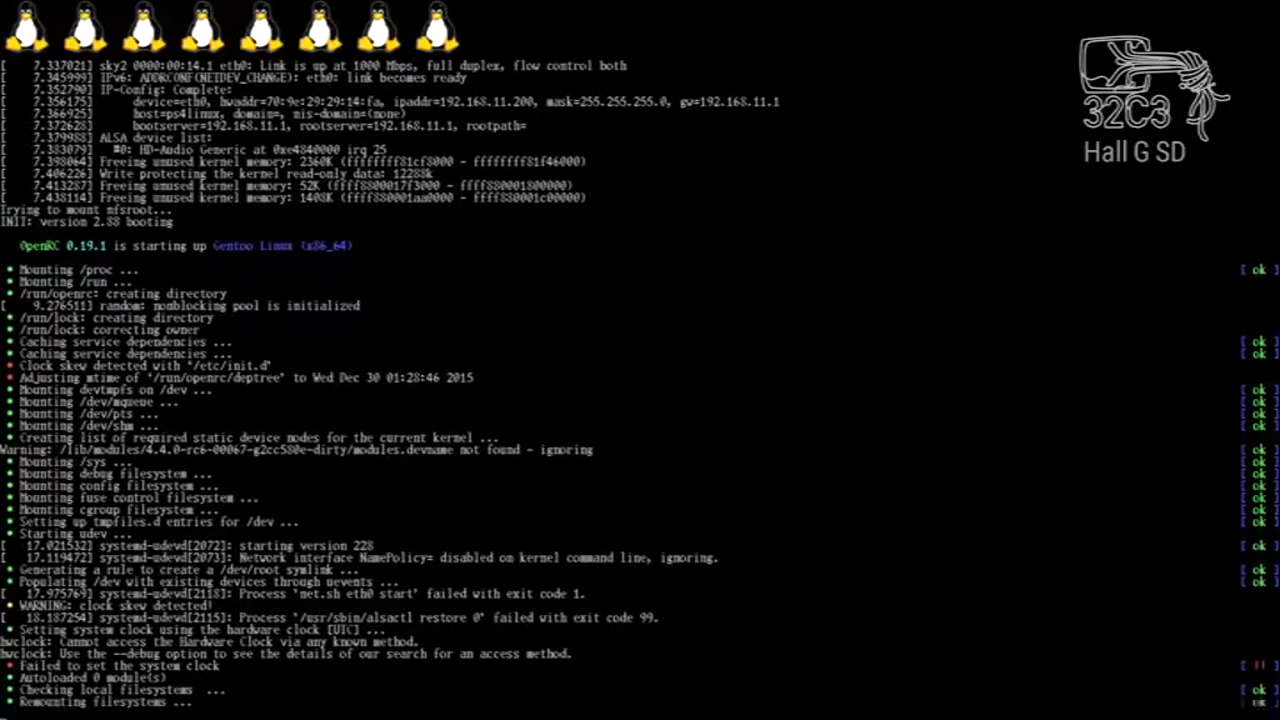 [    7.337021] sky2 0000:00:14.1 eth0: Link is up at 1000 Mbps, full duplex, flow control both
[    7.345999] IPv6: ADDRCONF(NETDEV_CHANGE): eth0: link becomes ready
[    7.352790] IP-Config: Complete:
[    7.356175]      device=eth0, hwaddr=70:9e:29:29:14:fa, ipaddr=192.168.11.200, mask=255.255.255.0, gw=192.168.11.1
[    7.366925]      host=ps4linux, domain=, nis-domain=(none)
[    7.372628]      bootserver=192.168.11.1, rootserver=192.168.11.1, rootpath=
[    7.379988] ALSA device list:
[    7.383079]   #0: HD-Audio Generic at 0xe4840000 irq 25
[    7.398064] Freeing unused kernel memory: 2360K (ffffffff81cf8000 - ffffffff81f46000)
[    7.406226] Write protecting the kernel read-only data: 12288k
[    7.413287] Freeing unused kernel memory: 52K (ffff8800017f3000 - ffff880001800000)
[    7.438114] Freeing unused kernel memory: 1408K (ffff880001aa0000 - ffff880001c00000)
Trying to mount nfsroot...
INIT: version 2.88 booting
OpenRC 0.19.1 is starting up Gentoo Linux (x86_64)
* Mounting /proc ... [ ok ]
* Mounting /run ...
* /run/openrc: creating directory
[    9.276511] random: nonblocking pool is initialized
* /run/lock: creating directory
* /run/lock: correcting owner
* Caching service dependencies ... [ ok ]
* Caching service dependencies ... [ ok ]
* Clock skew detected with '/etc/init.d'
* Adjusting mtime of '/run/openrc/deptree' to Wed Dec 30 01:28:46 2015
* Mounting devtmpfs on /dev ... [ ok ]
* Mounting /dev/mqueue ... [ ok ]
* Mounting /dev/pts ... [ ok ]
* Mounting /dev/shm ... [ ok ]
* Creating list of required static device nodes for the current kernel ...
Warning: /lib/modules/4.4.0-rc6-00067-g2cc580e-dirty/modules.devname not found - ignoring [ ok ]
* Mounting /sys ... [ ok ]
* Mounting debug filesystem ... [ ok ]
* Mounting config filesystem ... [ ok ]
* Mounting fuse control filesystem ... [ ok ]
* Mounting cgroup filesystem ... [ ok ]
* Setting up tmpfiles.d entries for /dev ... [ ok ]
* Starting udev ...
[   17.021532] systemd-udevd[2072]: starting version 228 [ ok ]
[   17.119472] systemd-udevd[2073]: Network interface NamePolicy= disabled on kernel command line, ignoring.
* Generating a rule to create a /dev/root symlink ... [ ok ]
* Populating /dev with existing devices through uevents ... [ ok ]
[   17.975769] systemd-udevd[2118]: Process 'net.sh eth0 start' failed with exit code 1.
* WARNING: clock skew detected!
[   18.187254] systemd-udevd[2115]: Process '/usr/sbin/alsactl restore 0' failed with exit code 99.
* Setting system clock using the hardware clock [UTC] ...
hwclock: Cannot access the Hardware Clock via any known method.
hwclock: Use the --debug option to see the details of our search for an access method.
* Failed to set the system clock [ !! ]
* Autoloaded 0 module(s)
* Checking local filesystems  ... [ ok ]
* Remounting filesystems ... [ ok ]
32C3
Hall G SD